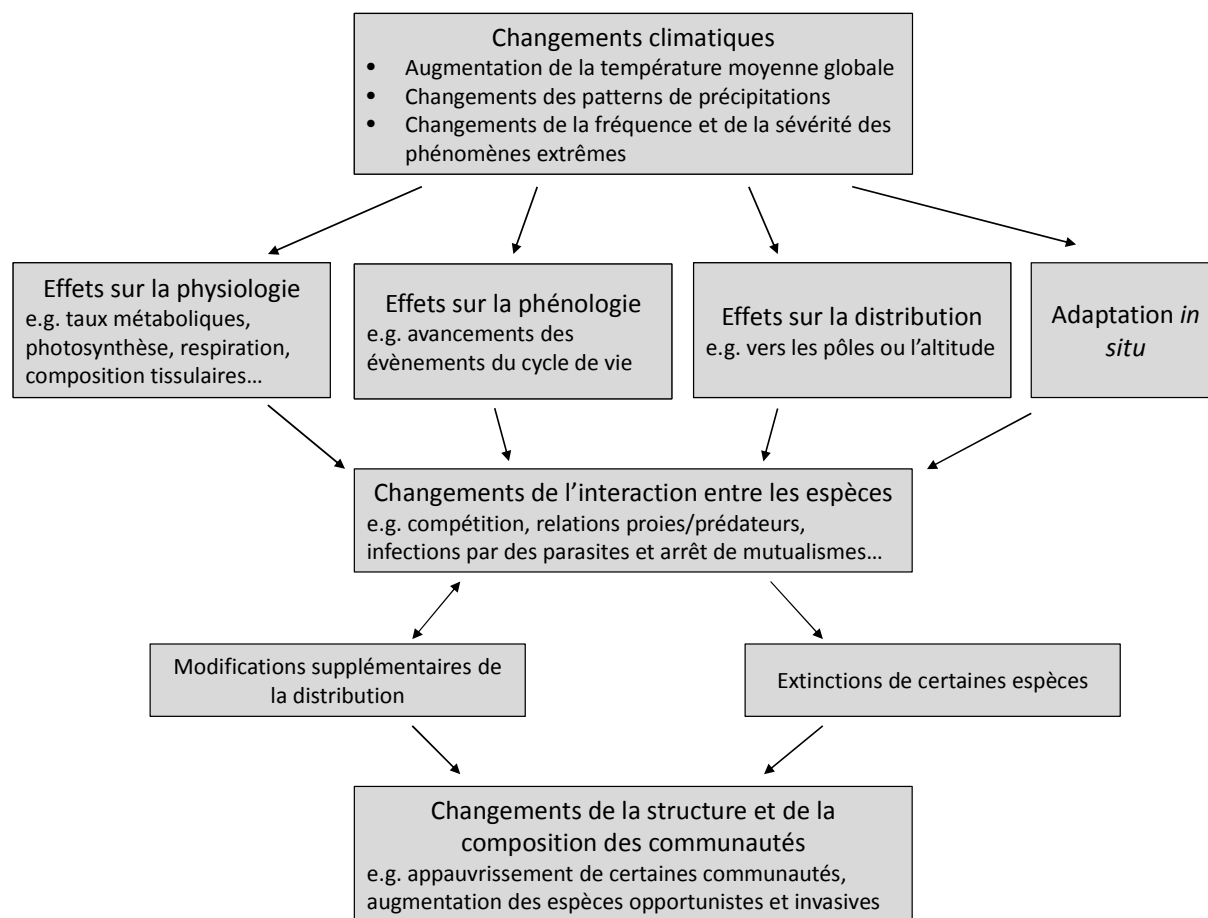 Changements climatiques
• Augmentation de la température moyenne globale
• Changements des patterns de précipitations
• Changements de la fréquence et de la sévérité des
phénomènes extrêmes
Effets sur la physiologie
e.g. taux métaboliques,
photosynthèse, respiration,
composition tissulaires…
Effets sur la phénologie
e.g. avancements des
évènements du cycle de vie
Effets sur la distribution
e.g. vers les pôles ou l’altitude
Adaptation in
situ
Changements de l’interaction entre les espèces
e.g. compétition, relations proies/prédateurs,
infections par des parasites et arrêt de mutualismes…
Modifications supplémentaires de
la distribution
Extinctions de certaines espèces
Changements de la structure et de la
composition des communautés
e.g. appauvrissement de certaines communautés,
augmentation des espèces opportunistes et invasives